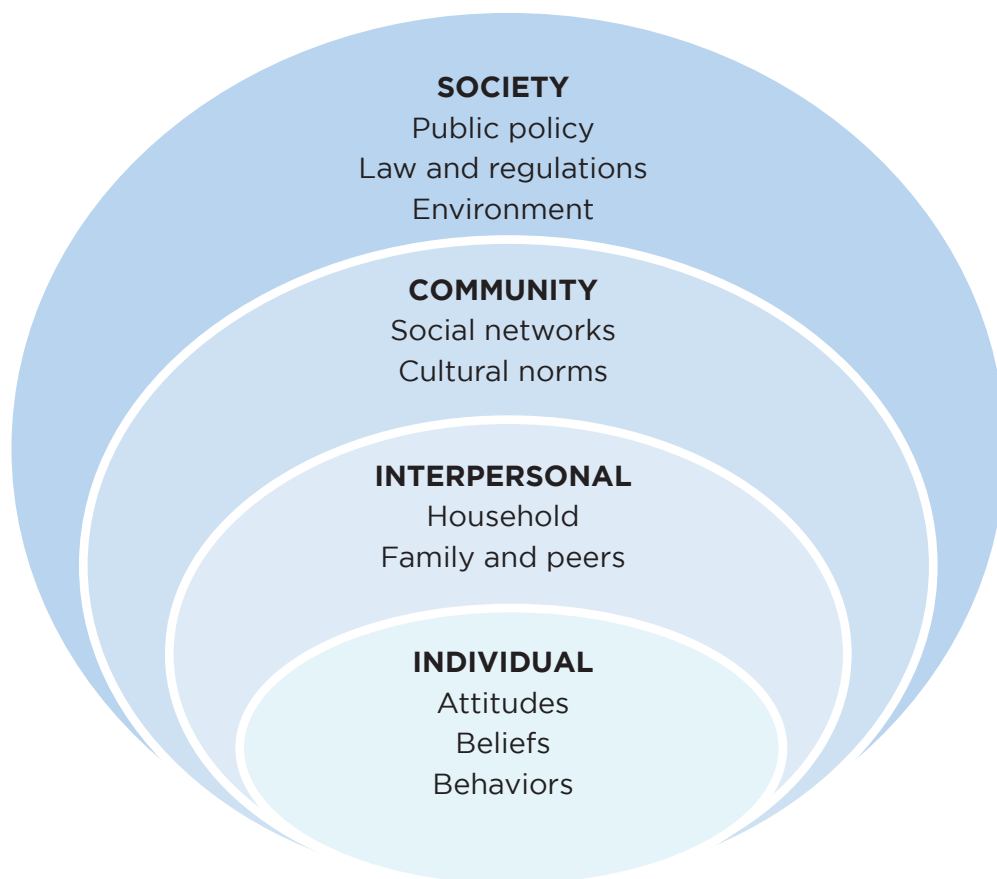 SOCIETY
Public policy
Law and regulations
Environment
COMMUNITY
Social networks
Cultural norms
INTERPERSONAL
Household
Family and peers
INDIVIDUAL
Attitudes
Beliefs
Behaviors